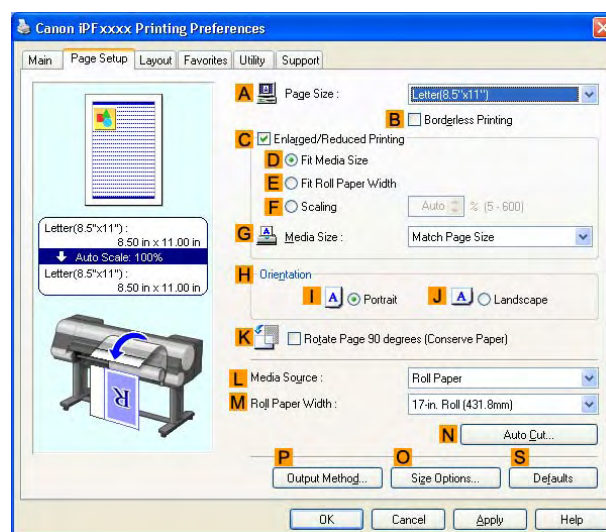 Canon iPFxxxx Printing Preferences
Main Page Setup Layout Favorites Utility Support
A Page Size : Letter(8.5"x11")
B Borderless Printing
C Enlarged/Reduced Printing
D Fit Media Size
E Fit Roll Paper Width
F Scaling Auto % (5 - 600)
G Media Size : Match Page Size
Letter(8.5"x11") :
8.50 in x 11.00 in
Auto Scale: 100%
Letter(8.5"x11") :
8.50 in x 11.00 in
H Orientation
I A Portrait J A Landscape
K Rotate Page 90 degrees (Conserve Paper)
R
L Media Source : Roll Paper
M Roll Paper Width : 17-in. Roll (431.8mm)
N Auto Cut...
P O S
Output Method... Size Options... Defaults
OK Cancel Apply Help